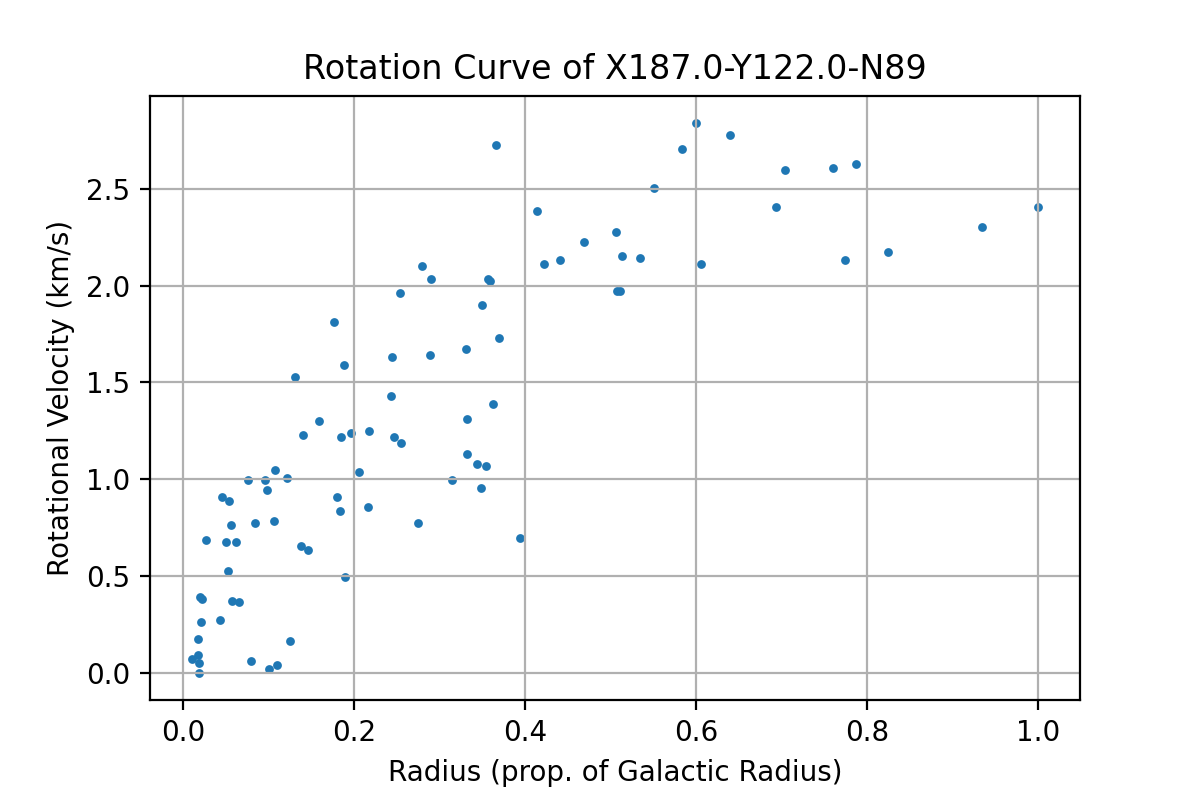 Rotation Curve of X187.0-Y122.0-N89
Rotational Velocity (km/s)
2.5
2.0
1.5
1.0
0.5
0.0
0.0 0.2 0.4 0.6 0.8 1.0
Radius (prop. of Galactic Radius)